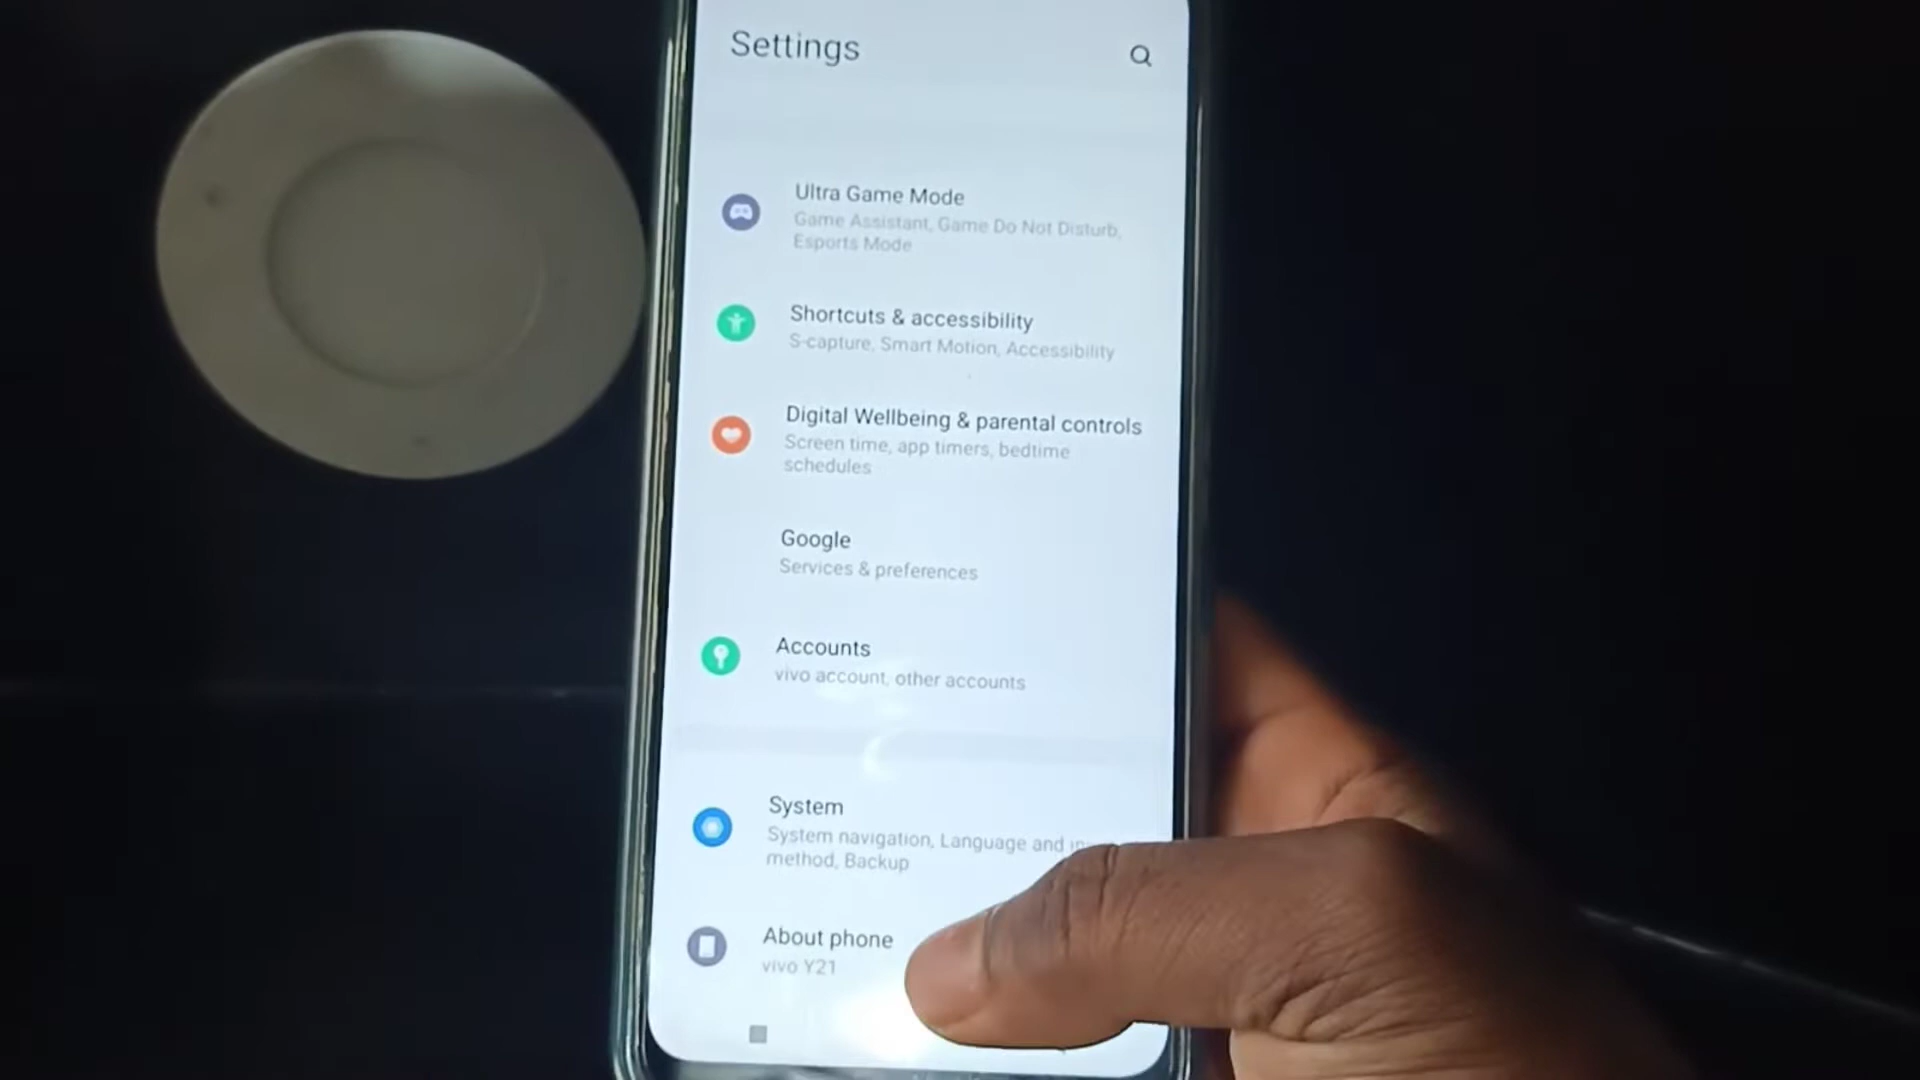 Settings
Ultra Game Mode
Game Assistant, Game Do Not Disturb,
Esports Mode
Shortcuts & accessibility
S-capture, Smart Motion, Accessibility
Digital Wellbeing & parental controls
Screen time, app timers, bedtime
schedules
Google
Services & preferences
Accounts
vivo account, other accounts
System
System navigation, Language and
method, Backup
About phone
vivo Y21